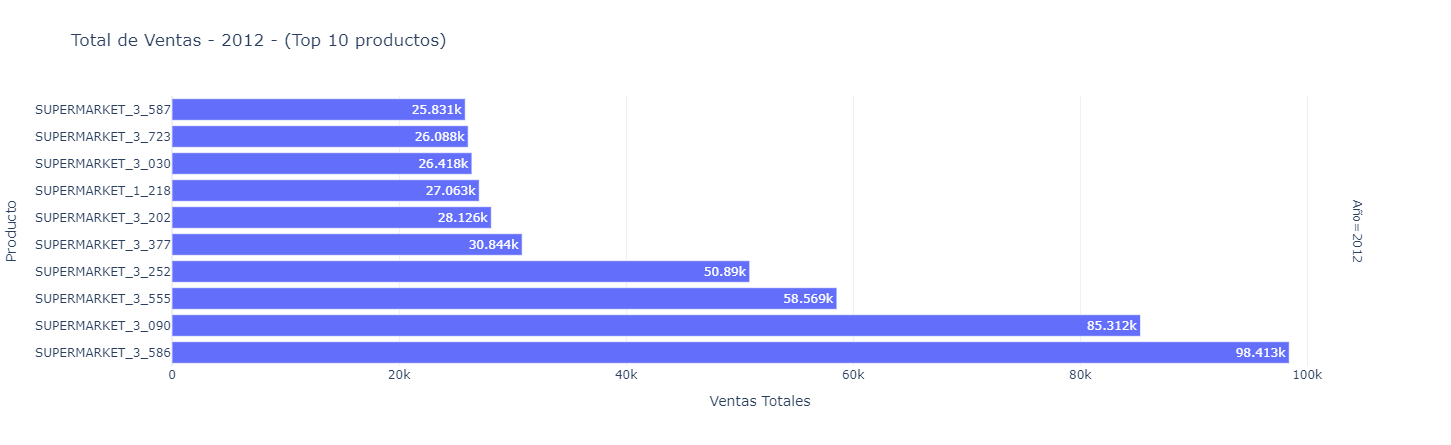 Total de Ventas - 2012 - (Top 10 productos)
SUPERMARKET_3_587 25.831k
SUPERMARKET_3_723 26.088k
SUPERMARKET_3_030 26.418k
SUPERMARKET_1_218 27.063k
SUPERMARKET_3_202 28.126k
SUPERMARKET_3_377 30.844k
SUPERMARKET_3_252 50.89k
SUPERMARKET_3_555 58.569k
SUPERMARKET_3_090 85.312k
SUPERMARKET_3_586 98.413k
0 20k 40k 60k 80k 100k
Ventas Totales
Producto
Año=2012